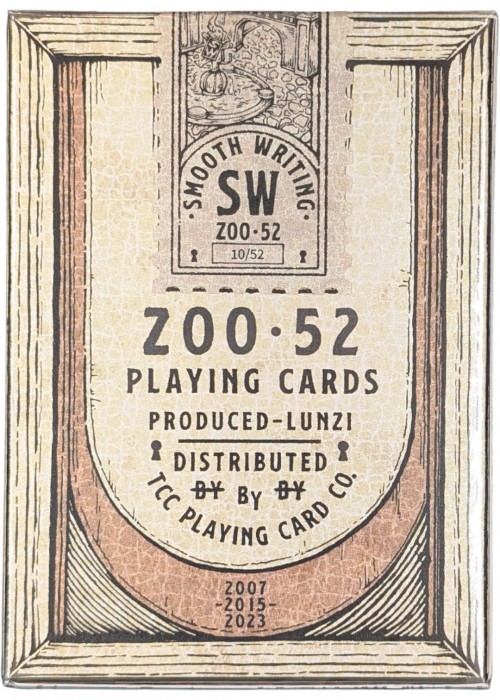 ·SMOOTH WRITING·
SW
ZOO·52
10/52
ZOO·52
PLAYING CARDS
PRODUCED-LUNZI
DISTRIBUTED
BY BY BY
TCC PLAYING CARD CO.
2007
-2015-
2023